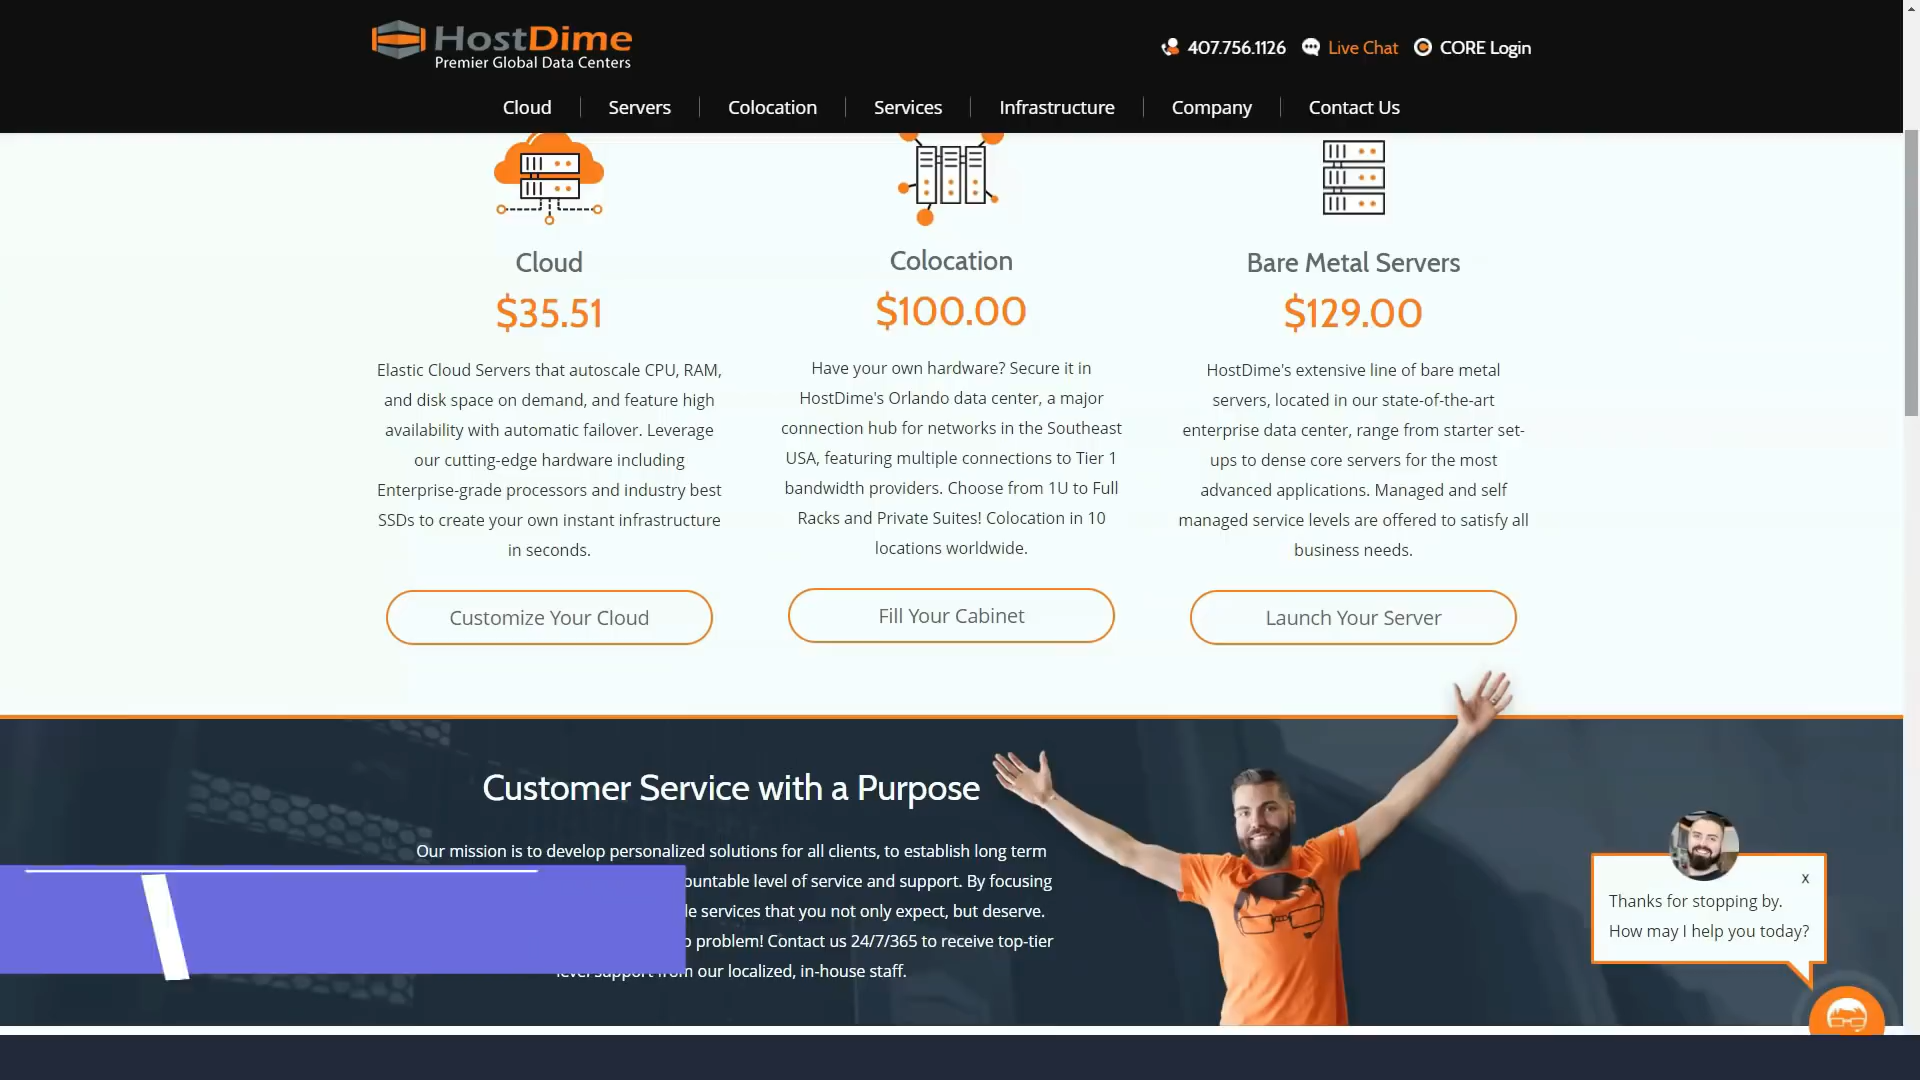 HostDime
Premier Global Data Centers
407.756.1126
Live Chat
CORE Login
Cloud
Servers
Colocation
Services
Infrastructure
Company
Contact Us
Cloud
$35.51
Elastic Cloud Servers that autoscale CPU, RAM,
and disk space on demand, and feature high
availability with automatic failover. Leverage
our cutting-edge hardware including
Enterprise-grade processors and industry best
SSDs to create your own instant infrastructure
in seconds.
Customize Your Cloud
Colocation
$100.00
Have your own hardware? Secure it in
HostDime's Orlando data center, a major
connection hub for networks in the Southeast
USA, featuring multiple connections to Tier 1
bandwidth providers. Choose from 1U to Full
Racks and Private Suites! Colocation in 10
locations worldwide.
Fill Your Cabinet
Bare Metal Servers
$129.00
HostDime's extensive line of bare metal
servers, located in our state-of-the-art
enterprise data center, range from starter set-
ups to dense core servers for the most
advanced applications. Managed and self
managed service levels are offered to satisfy all
business needs.
Launch Your Server
Customer Service with a Purpose
Our mission is to develop personalized solutions for all clients, to establish long term
level of service and support. By focusing
services that you not only expect, but deserve.
problem! Contact us 24/7/365 to receive top-tier
level support from our localized, in-house staff.
x
Thanks for stopping by.
How may I help you today?